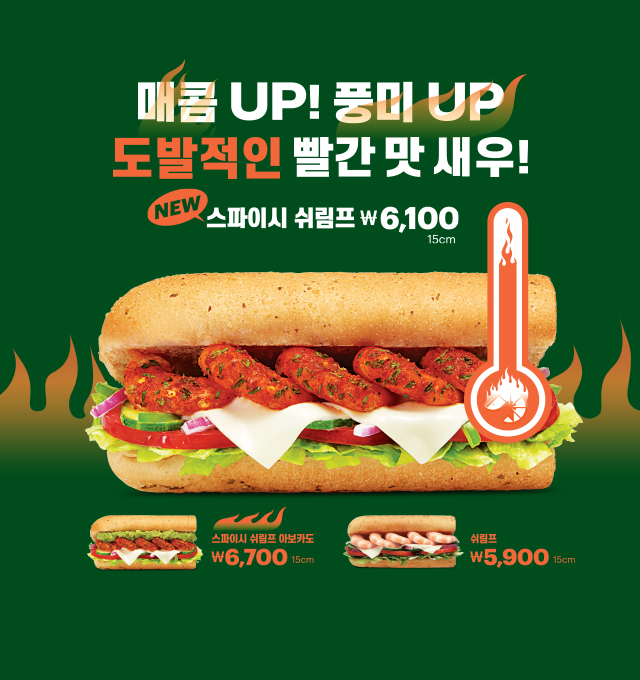 매콤 UP! 풍미 UP
도발적인 빨간 맛 새우!
NEW 스파이시 쉬림프 ₩6,100
15cm
스파이시 쉬림프 아보카도
₩6,700 15cm
쉬림프
₩5,900 15cm